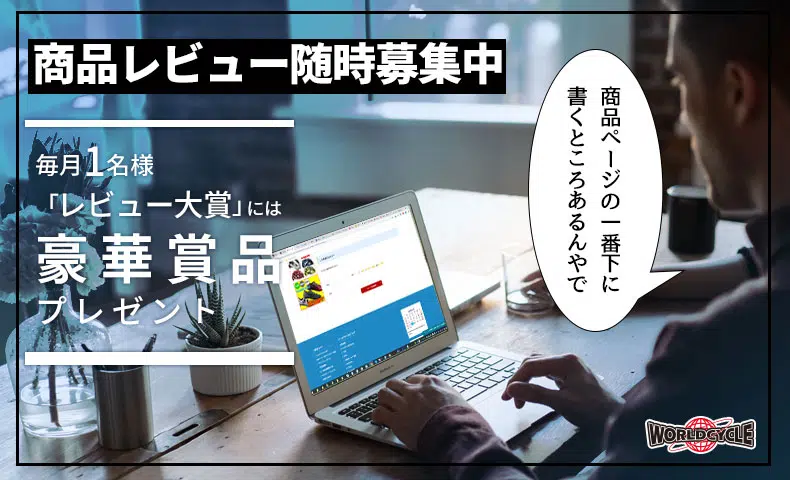 商品レビュー随時募集中
毎月1名様
「レビュー大賞」には
豪華賞品
プレゼント
商品ページの一番下に
書くところあるんやで
WORLDCYCLE